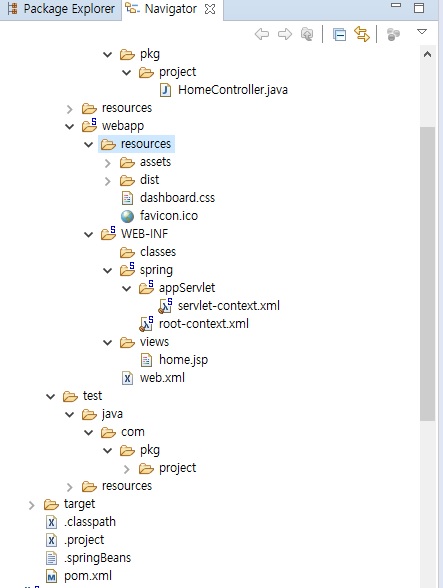 Package Explorer Navigator
pkg
project
HomeController.java
resources
webapp
resources
assets
dist
dashboard.css
favicon.ico
WEB-INF
classes
spring
appServlet
servlet-context.xml
root-context.xml
views
home.jsp
web.xml
test
java
com
pkg
project
resources
target
.classpath
.project
.springBeans
pom.xml